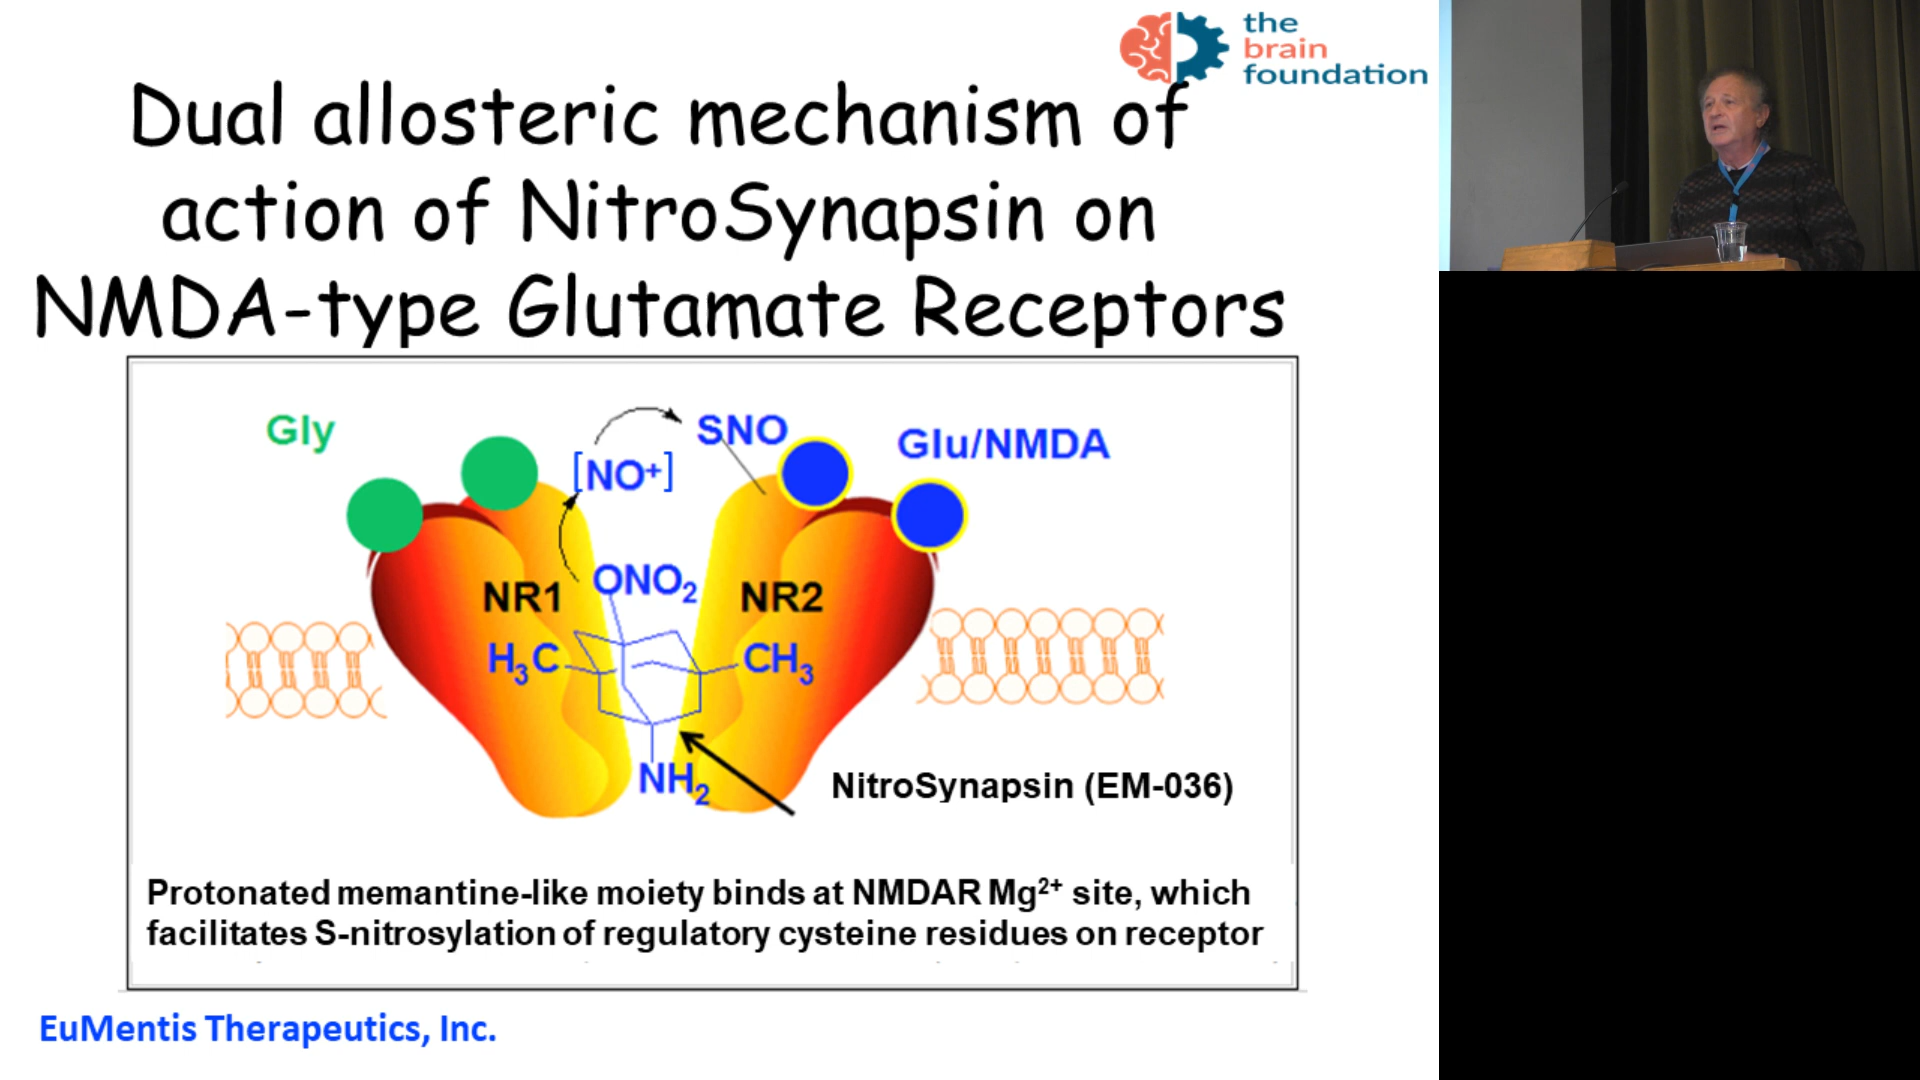 the
brain
foundation
Dual allosteric mechanism of
action of NitroSynapsin on
NMDA-type Glutamate Receptors
Gly
[NO⁺]
SNO
Glu/NMDA
NR1
ONO₂
NR2
H₃C
CH₃
NH₂
NitroSynapsin (EM-036)
Protonated memantine-like moiety binds at NMDAR Mg²⁺ site, which
facilitates S-nitrosylation of regulatory cysteine residues on receptor
EuMentis Therapeutics, Inc.